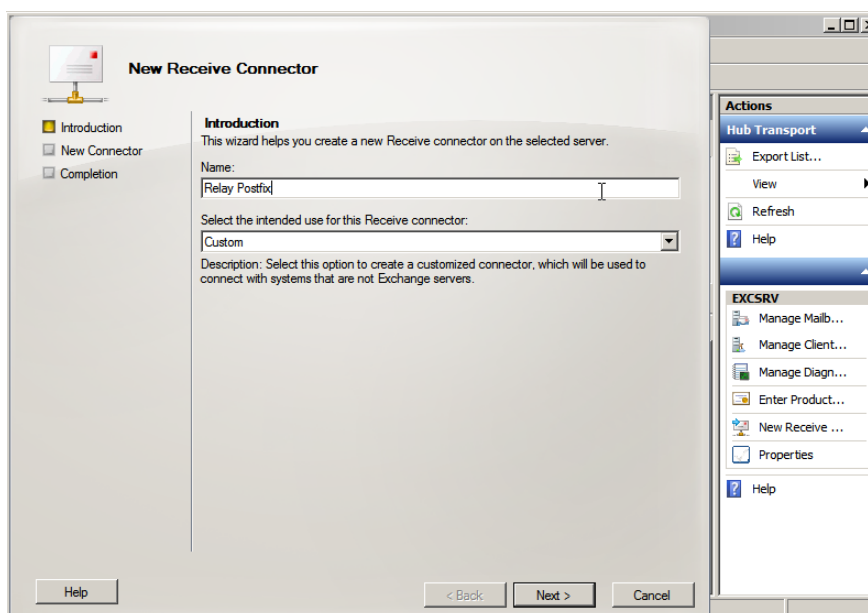 New Receive Connector
Introduction
New Connector
Completion
Introduction
This wizard helps you create a new Receive connector on the selected server.
Name:
Relay Postfix
Select the intended use for this Receive connector:
Custom
Description: Select this option to create a customized connector, which will be used to
connect with systems that are not Exchange servers.
Help
< Back
Next >
Cancel
Actions
Hub Transport
Export List...
View
Refresh
Help
EXCSRV
Manage Mailb...
Manage Client...
Manage Diagn...
Enter Product...
New Receive ...
Properties
Help